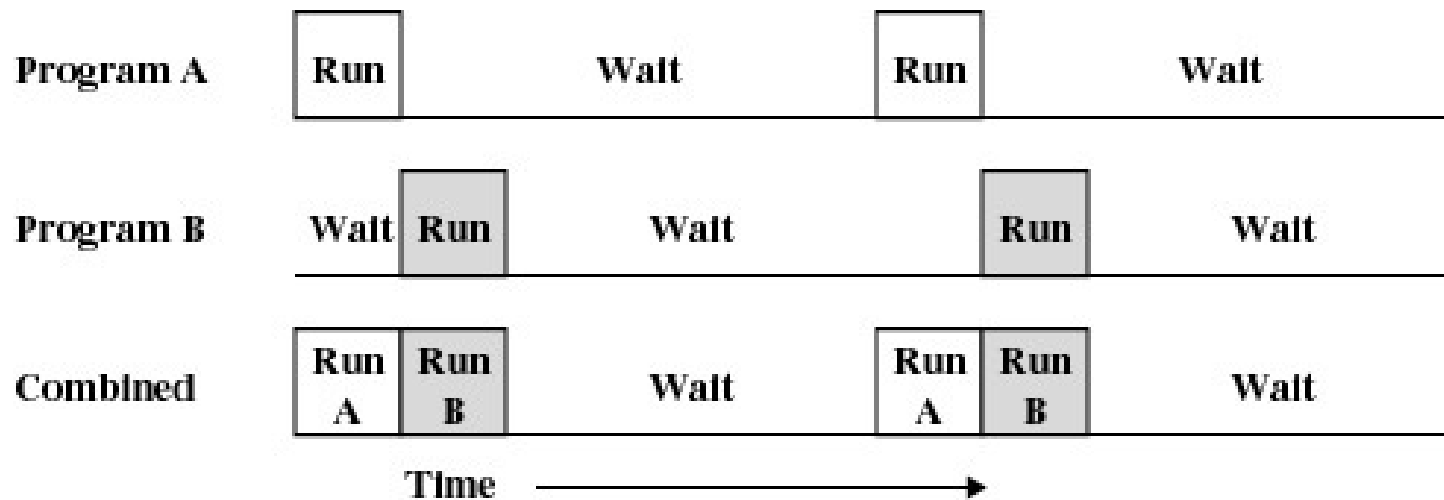 Program A Run Wait Run Wait
Program B Wait Run Wait Run Wait
Combined Run A Run B Wait Run A Run B Wait
Time